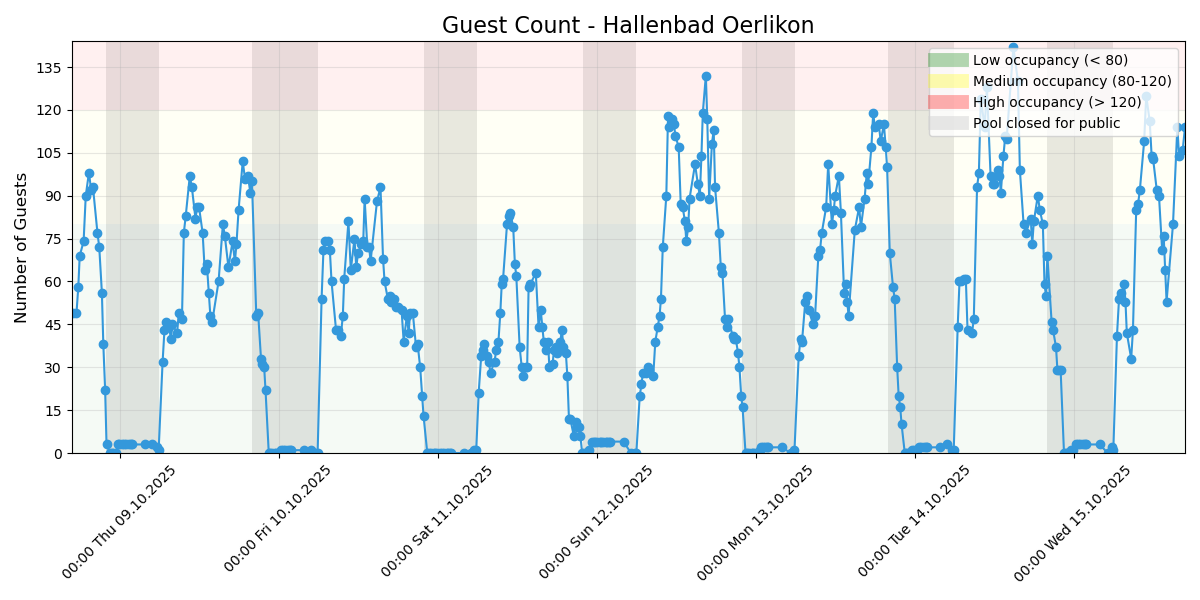 Guest Count - Hallenbad Oerlikon
Low occupancy (< 80)
Medium occupancy (80-120)
High occupancy (> 120)
Pool closed for public
Number of Guests
135
120
105
90
75
60
45
30
15
0
00:00 Thu 09.10.2025
00:00 Fri 10.10.2025
00:00 Sat 11.10.2025
00:00 Sun 12.10.2025
00:00 Mon 13.10.2025
00:00 Tue 14.10.2025
00:00 Wed 15.10.2025